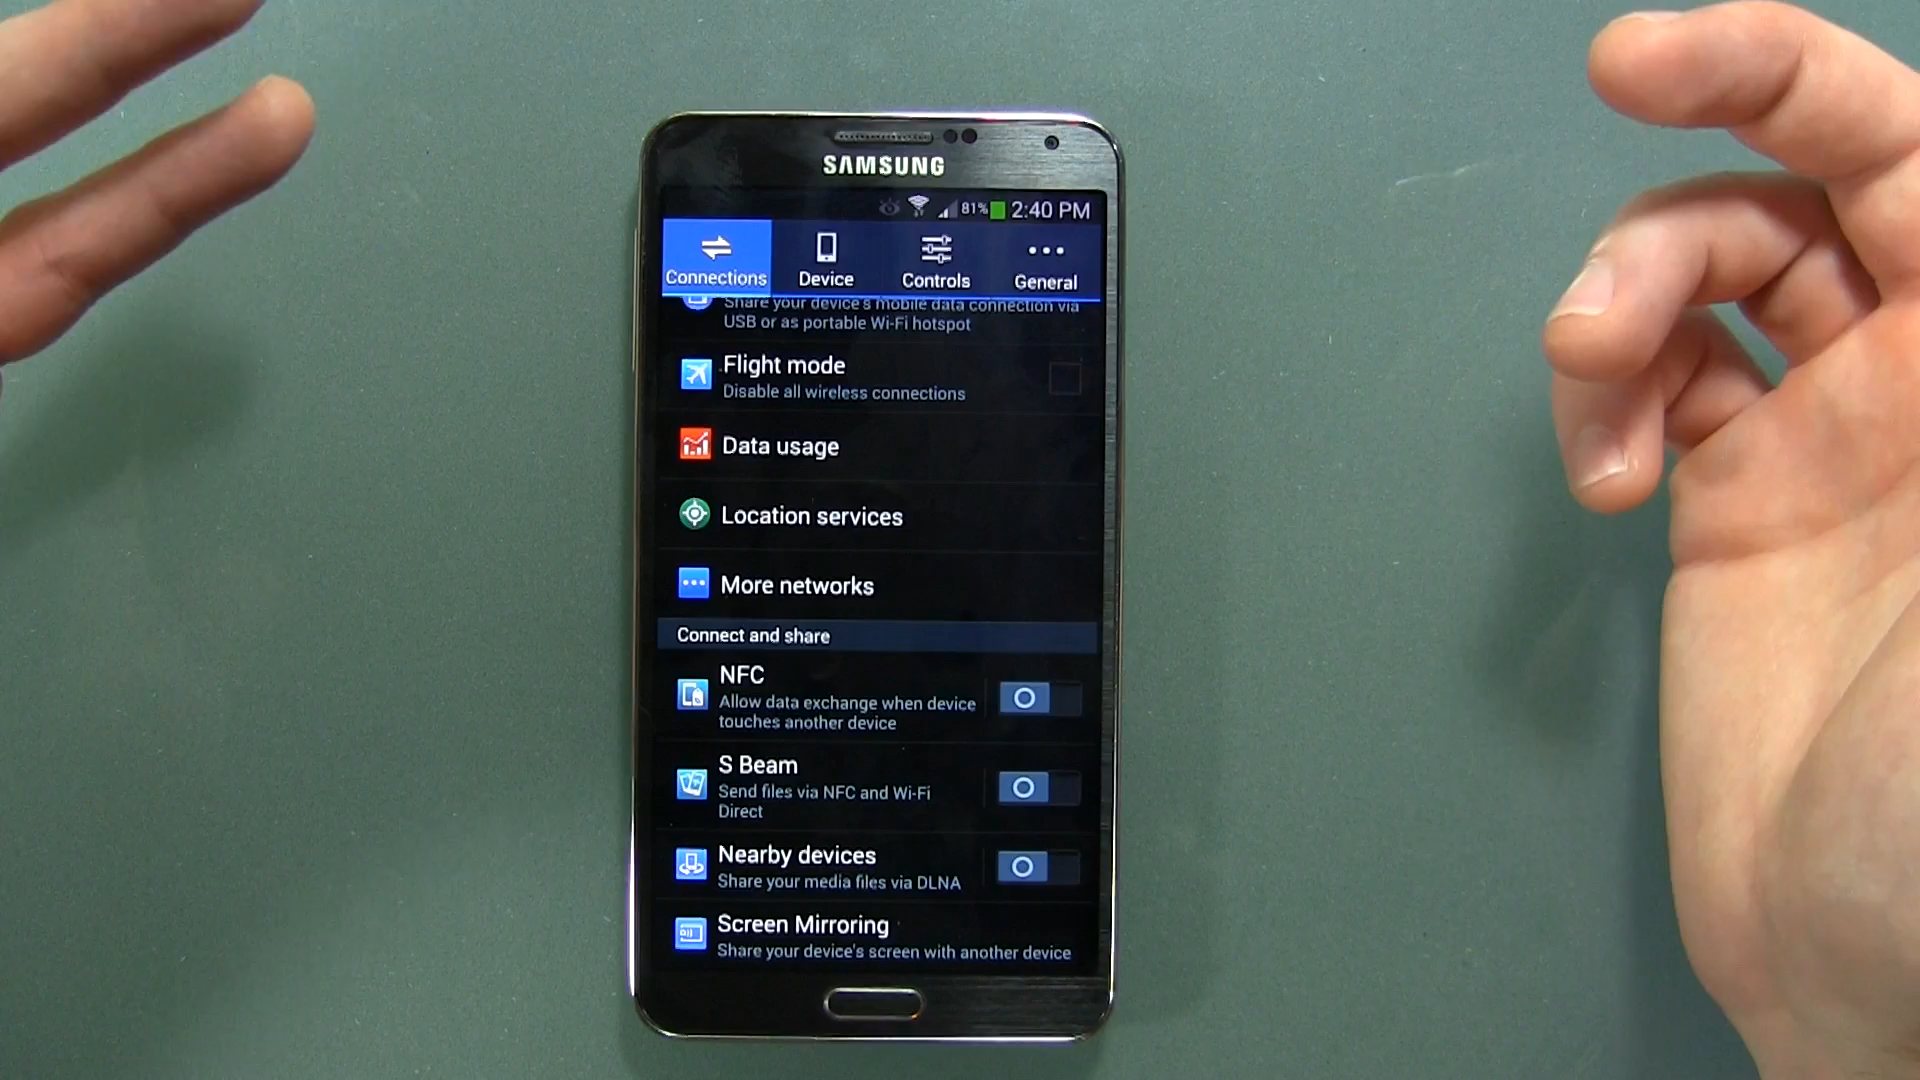 SAMSUNG
81% 2:40 PM
Connections Device Controls General
Share your device's mobile data connection via
USB or as portable Wi-Fi hotspot
Flight mode
Disable all wireless connections
Data usage
Location services
More networks
Connect and share
NFC
Allow data exchange when device
touches another device
S Beam
Send files via NFC and Wi-Fi
Direct
Nearby devices
Share your media files via DLNA
Screen Mirroring
Share your device's screen with another device